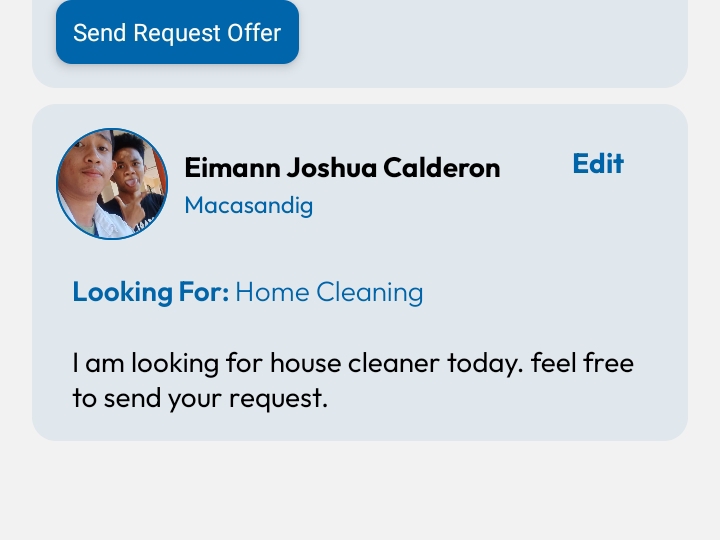 Send Request Offer
Eimann Joshua Calderon
Edit
Macasandig
Looking For: Home Cleaning
I am looking for house cleaner today. feel free
to send your request.